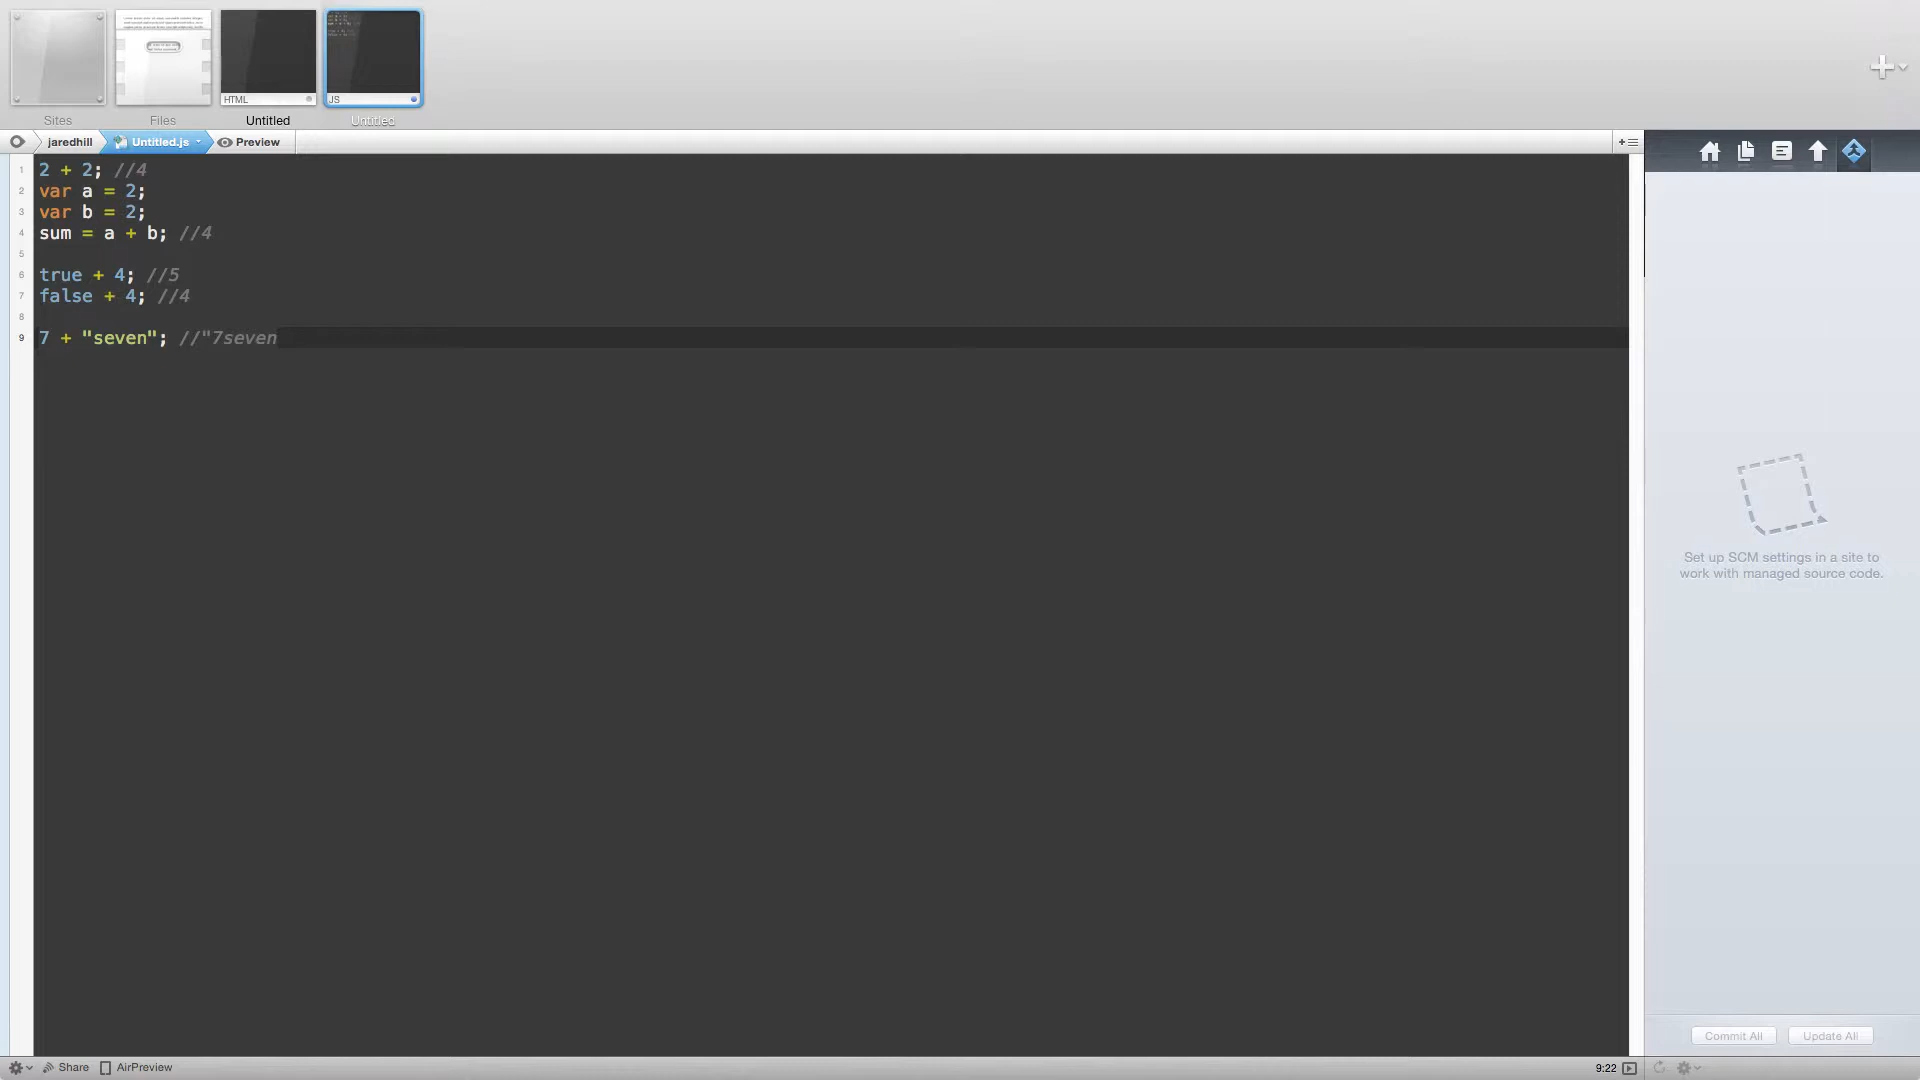 HTML
JS
Sites
Files
Untitled
Untitled
jaredhill
Untitled.js
Preview
1 2 + 2; //4
2 var a = 2;
3 var b = 2;
4 sum = a + b; //4
5
6 true + 4; //5
7 false + 4; //4
8
9 7 + "seven"; //"7seven
Set up SCM settings in a site to
work with managed source code.
Commit All
Update All
Share
AirPreview
9:22